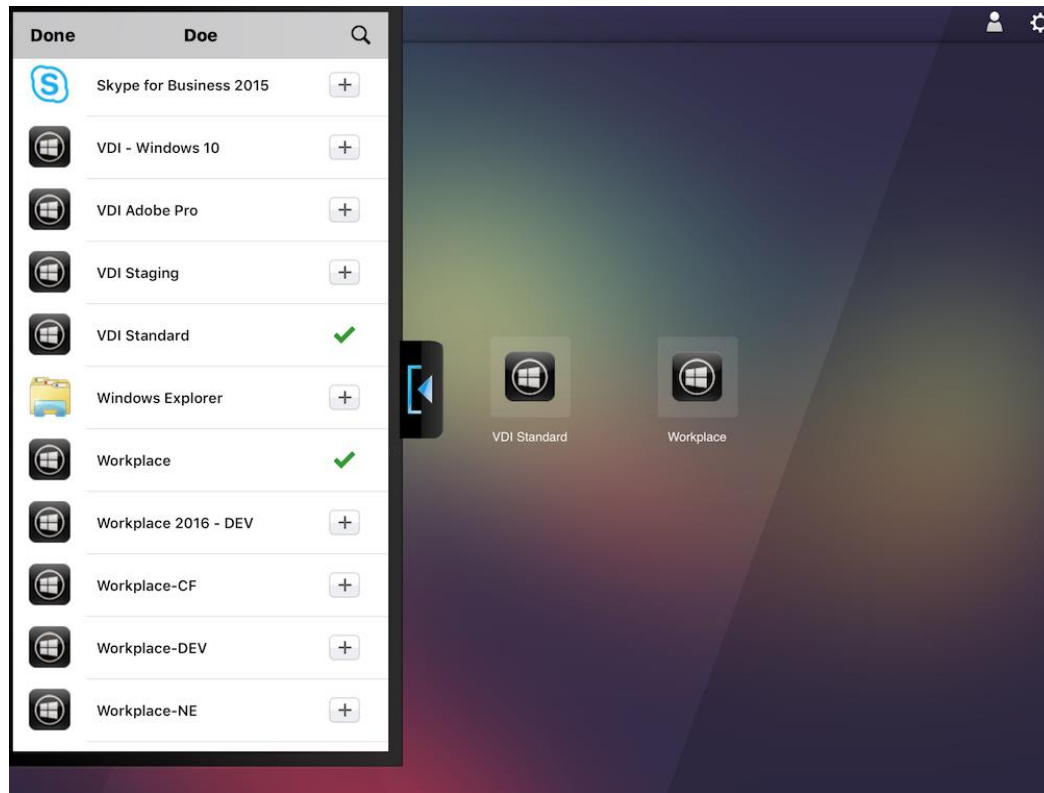 Done Doe
Skype for Business 2015
VDI - Windows 10
VDI Adobe Pro
VDI Staging
VDI Standard
Windows Explorer
Workplace
Workplace 2016 - DEV
Workplace-CF
Workplace-DEV
Workplace-NE
VDI Standard Workplace